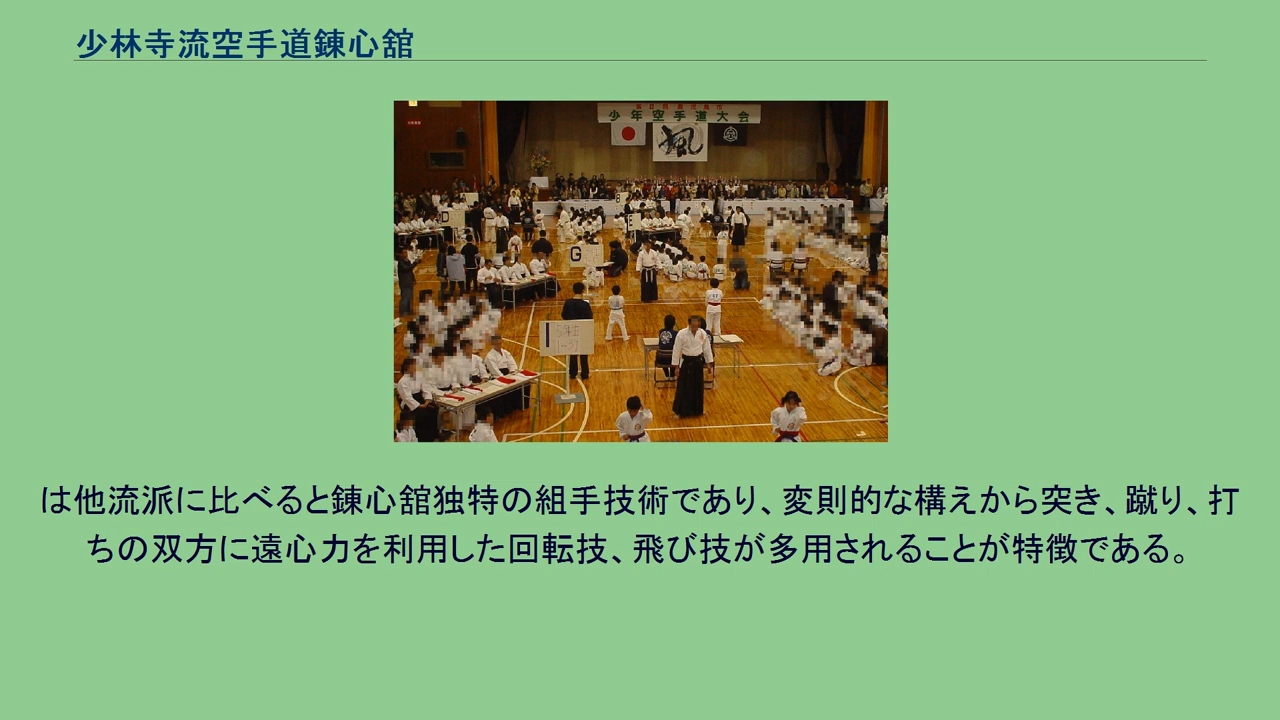 少林寺流空手道錬心舘
少年空手道大会
D
B
E
G
は他流派に比べると錬心舘独特の組手技術であり、変則的な構えから突き、蹴り、打
ちの双方に遠心力を利用した回転技、飛び技が多用されることが特徴である。